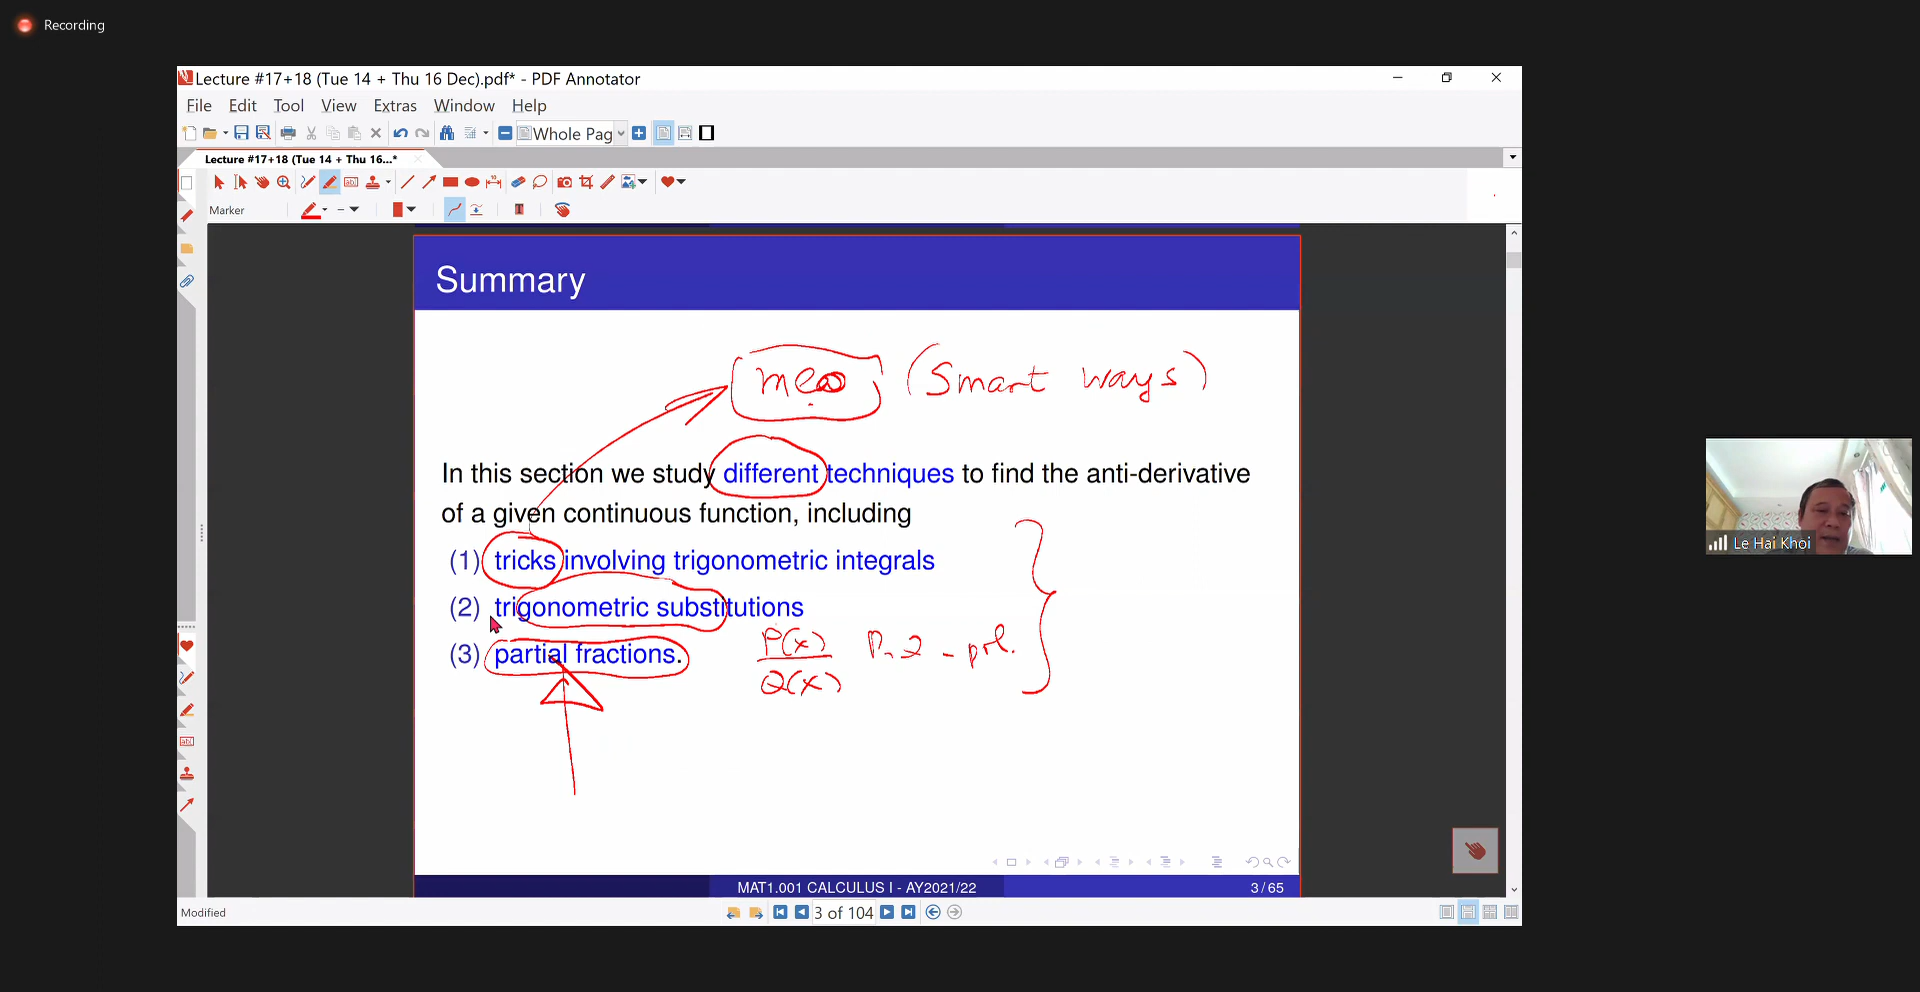 Recording
Lecture #17+18 (Tue 14 + Thu 16 Dec).pdf* - PDF Annotator
File Edit Tool View Extras Window Help
Whole Pag
Lecture #17+18 (Tue 14 + Thu 16...*
Marker
Summary
(Smart ways)
In this section we study different techniques to find the anti-derivative
of a given continuous function, including
(1) tricks involving trigonometric integrals
(2) trigonometric substitutions
(3) partial fractions.
P(x)
Q(x)
Le Hai Khoi
MAT1.001 CALCULUS I - AY2021/22 3 / 65
Modified 3 of 104